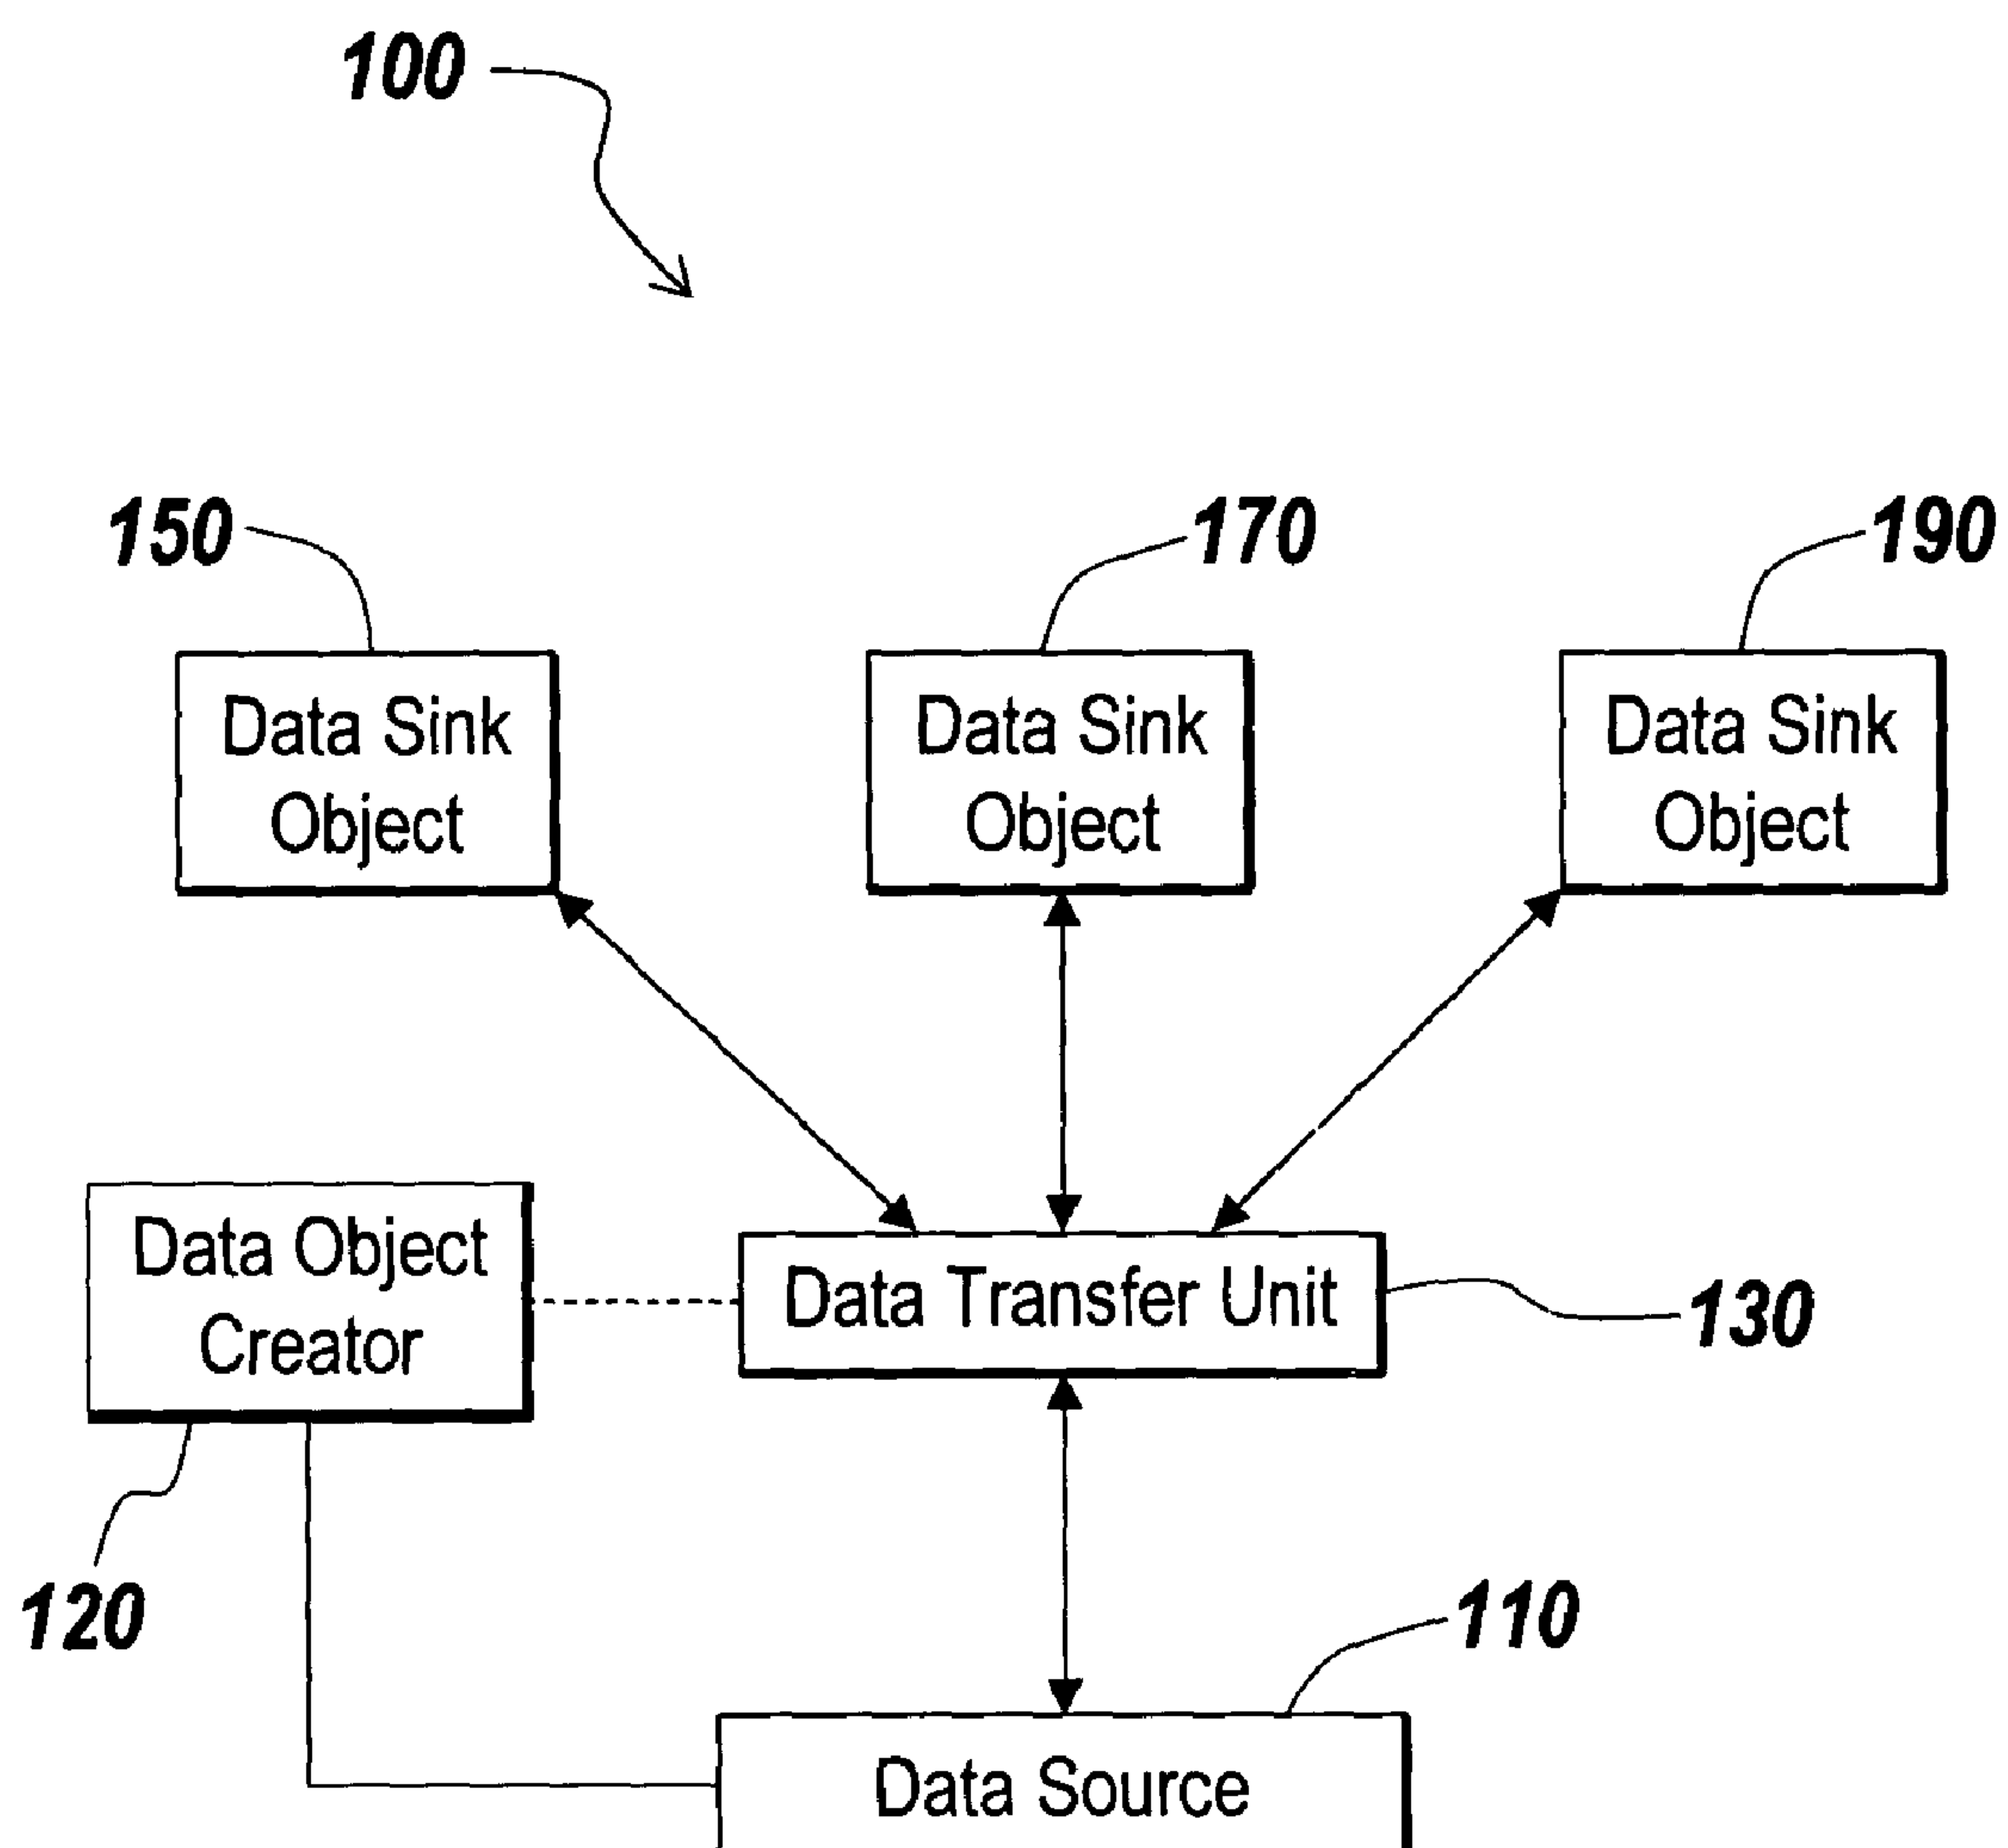 100
150
170
190
Data Sink
Object
Data Sink
Object
Data Sink
Object
Data Object
Creator
Data Transfer Unit
130
120
110
Data Source